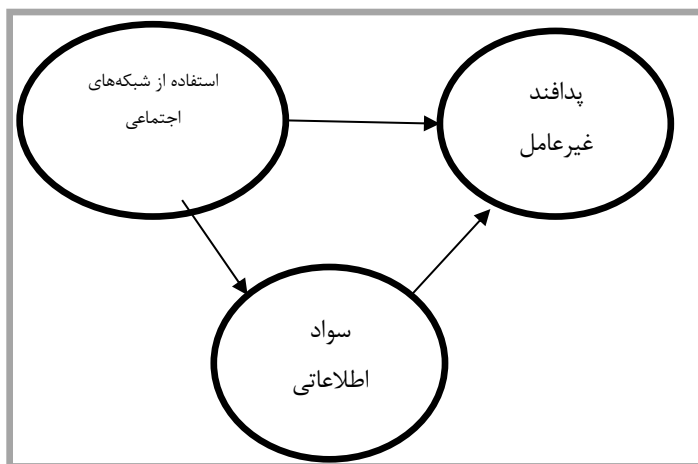 استفاده از شبکه‌های
اجتماعی
پدافند
غیرعامل
سواد
اطلاعاتی